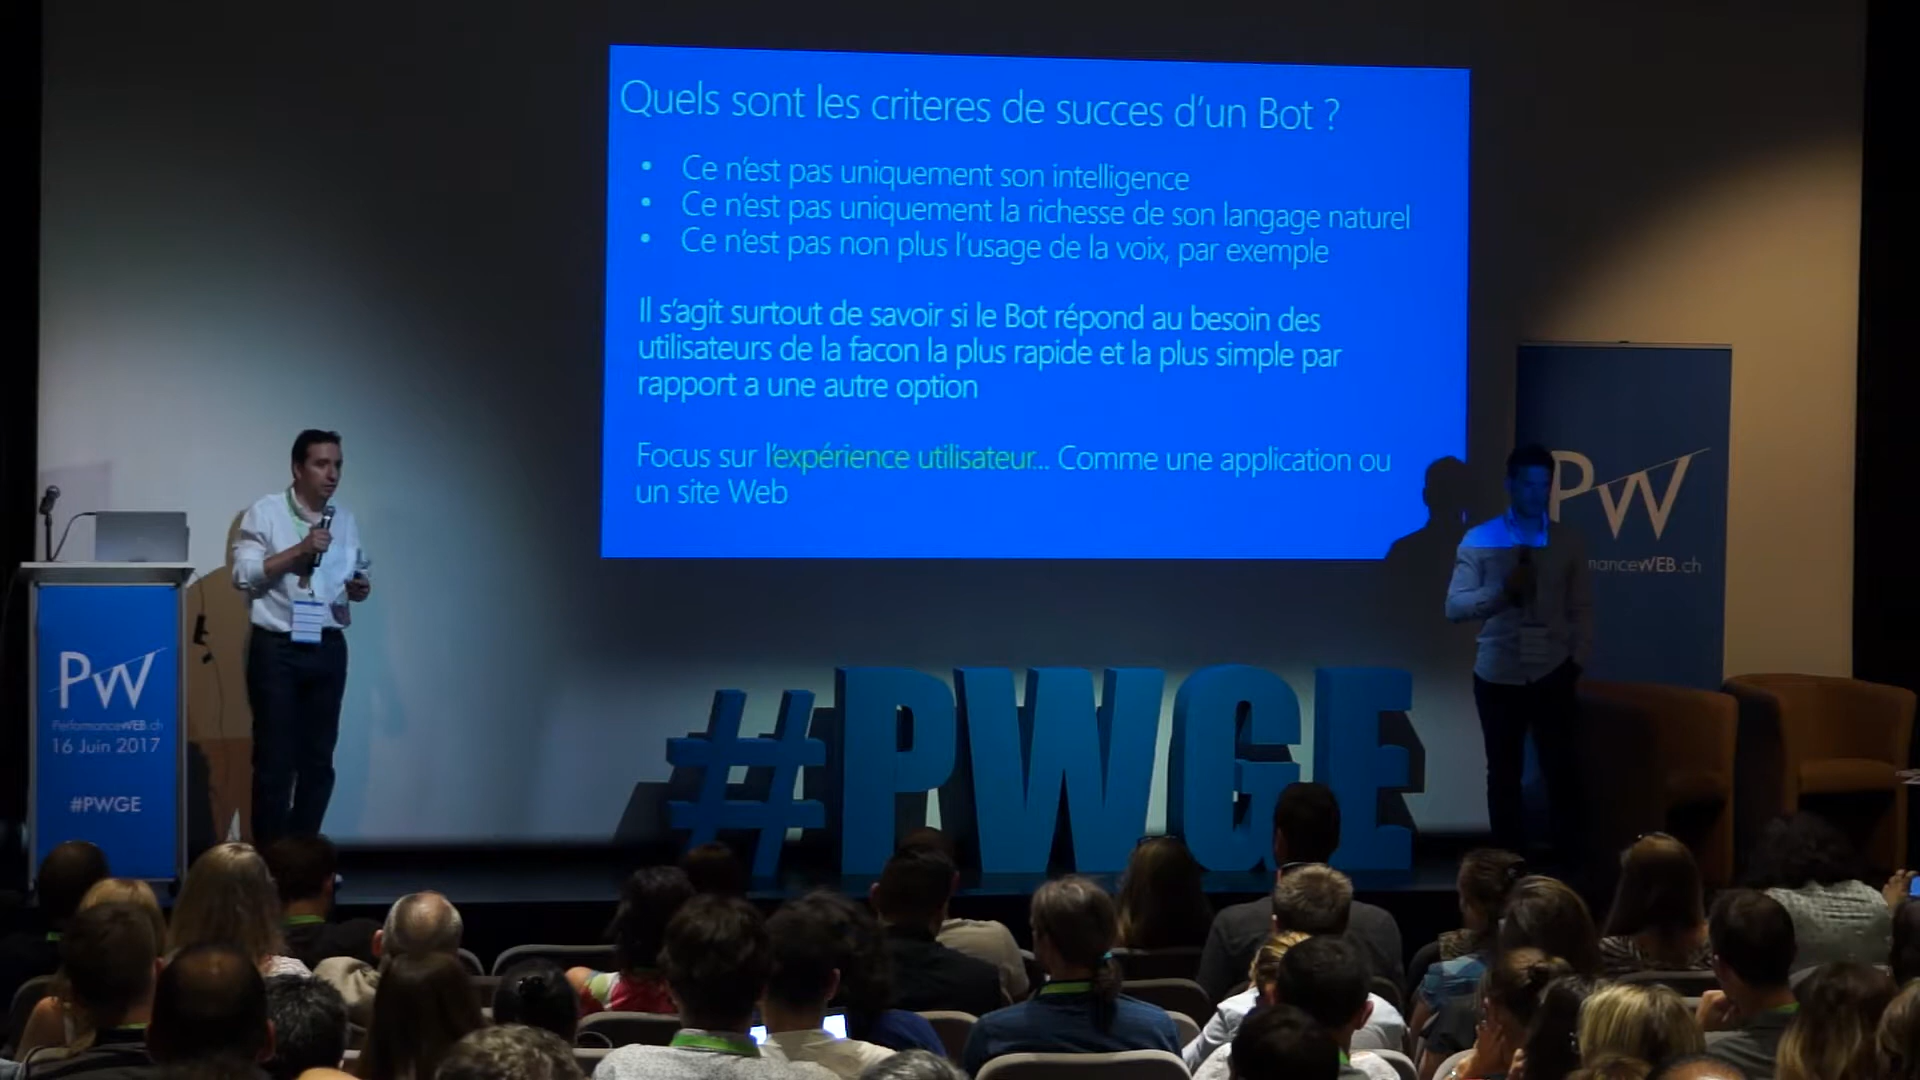 Quels sont les criteres de succes d'un Bot ?
• Ce n'est pas uniquement son intelligence
• Ce n'est pas uniquement la richesse de son langage naturel
• Ce n'est pas non plus l'usage de la voix, par exemple
Il s'agit surtout de savoir si le Bot répond au besoin des
utilisateurs de la facon la plus rapide et la plus simple par
rapport a une autre option
Focus sur l'expérience utilisateur... Comme une application ou
un site Web
PW
manceWEB.ch
PW
PerformanceWEB.ch
16 Juin 2017
#PWGE
#PWGE